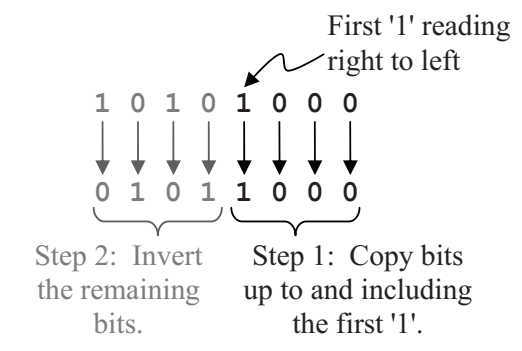 First '1' reading
right to left
1 0 1 0 1 0 0 0
0 1 0 1 1 0 0 0
Step 2: Invert
the remaining
bits.
Step 1: Copy bits
up to and including
the first '1'.